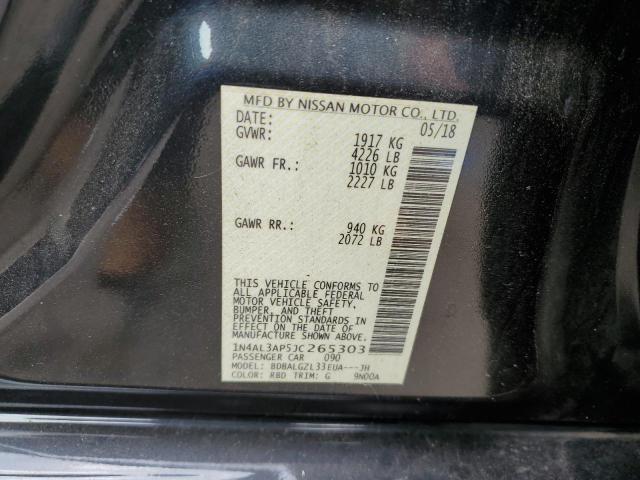 MFD BY NISSAN MOTOR CO., LTD.
DATE: 05/18
GVWR: 1917 KG
4226 LB
GAWR FR.: 1010 KG
2227 LB
GAWR RR.: 940 KG
2072 LB
THIS VEHICLE CONFORMS TO
ALL APPLICABLE FEDERAL
MOTOR VEHICLE SAFETY,
BUMPER, AND THEFT
PREVENTION STANDARDS IN
EFFECT ON THE DATE OF
MANUFACTURE SHOWN ABOVE.
1N4AL3AP5JC265303
PASSENGER CAR 090
MODEL: BDBALGZL33EUA---JH
COLOR: RBD TRIM: G 9N00A